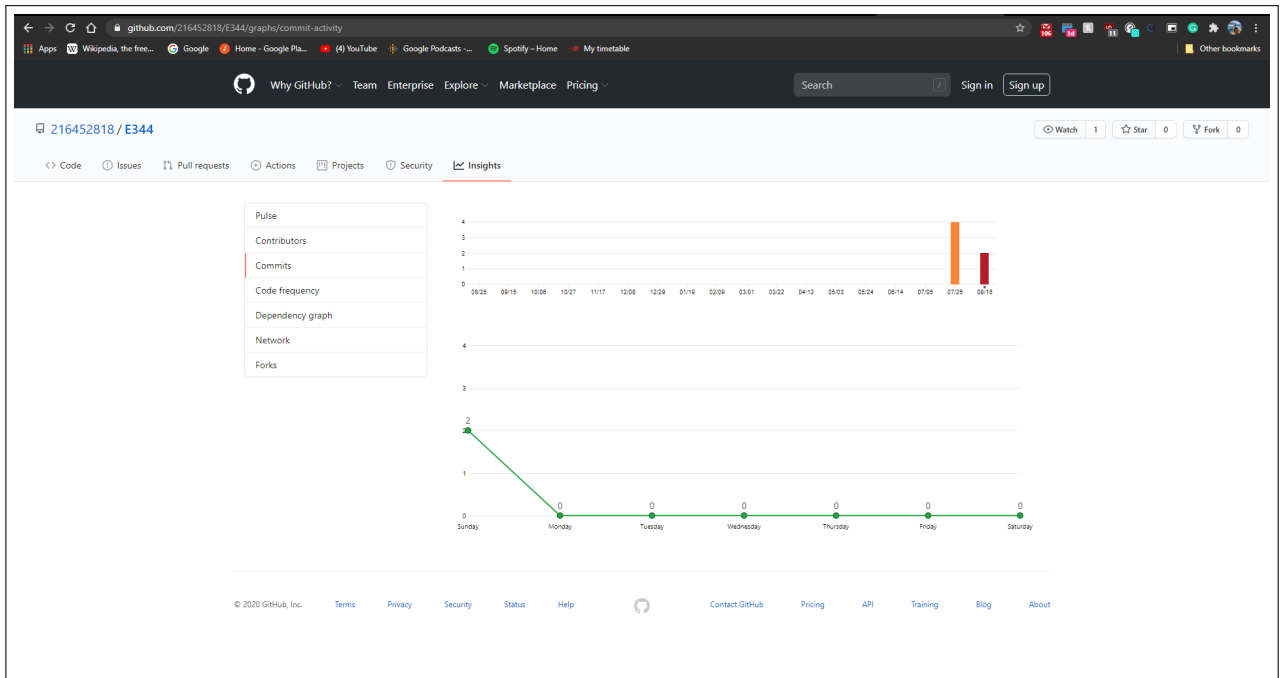 github.com/216452818/E344/graphs/commit-activity
106 5d 11
Apps Wikipedia, the free... Google Home - Google Pla... (4) YouTube Google Podcasts -... Spotify – Home My timetable Other bookmarks
Why GitHub? Team Enterprise Explore Marketplace Pricing Search / Sign in Sign up
216452818 / E344 Watch 1 Star 0 Fork 0
Code Issues Pull requests Actions Projects Security Insights
Pulse
Contributors
Commits
Code frequency
Dependency graph
Network
Forks
4
3
2
1
0
08/25 09/15 10/06 10/27 11/17 12/08 12/29 01/19 02/09 03/01 03/22 04/12 05/03 05/24 06/14 07/05 07/26 08/16
4
3
2
2
1
0
0 0 0 0 0 0
Sunday Monday Tuesday Wednesday Thursday Friday Saturday
© 2020 GitHub, Inc. Terms Privacy Security Status Help Contact GitHub Pricing API Training Blog About